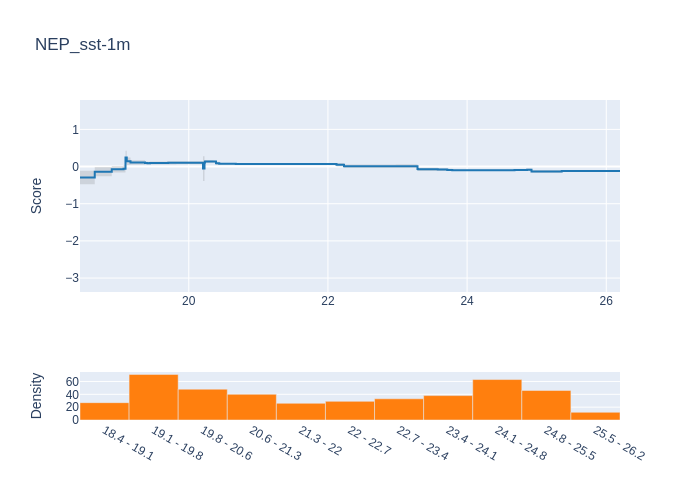 NEP_sst-1m
Score
1
0
−1
−2
−3
20
22
24
26
Density
60
40
20
0
18.4 - 19.1
19.1 - 19.8
19.8 - 20.6
20.6 - 21.3
21.3 - 22
22 - 22.7
22.7 - 23.4
23.4 - 24.1
24.1 - 24.8
24.8 - 25.5
25.5 - 26.2